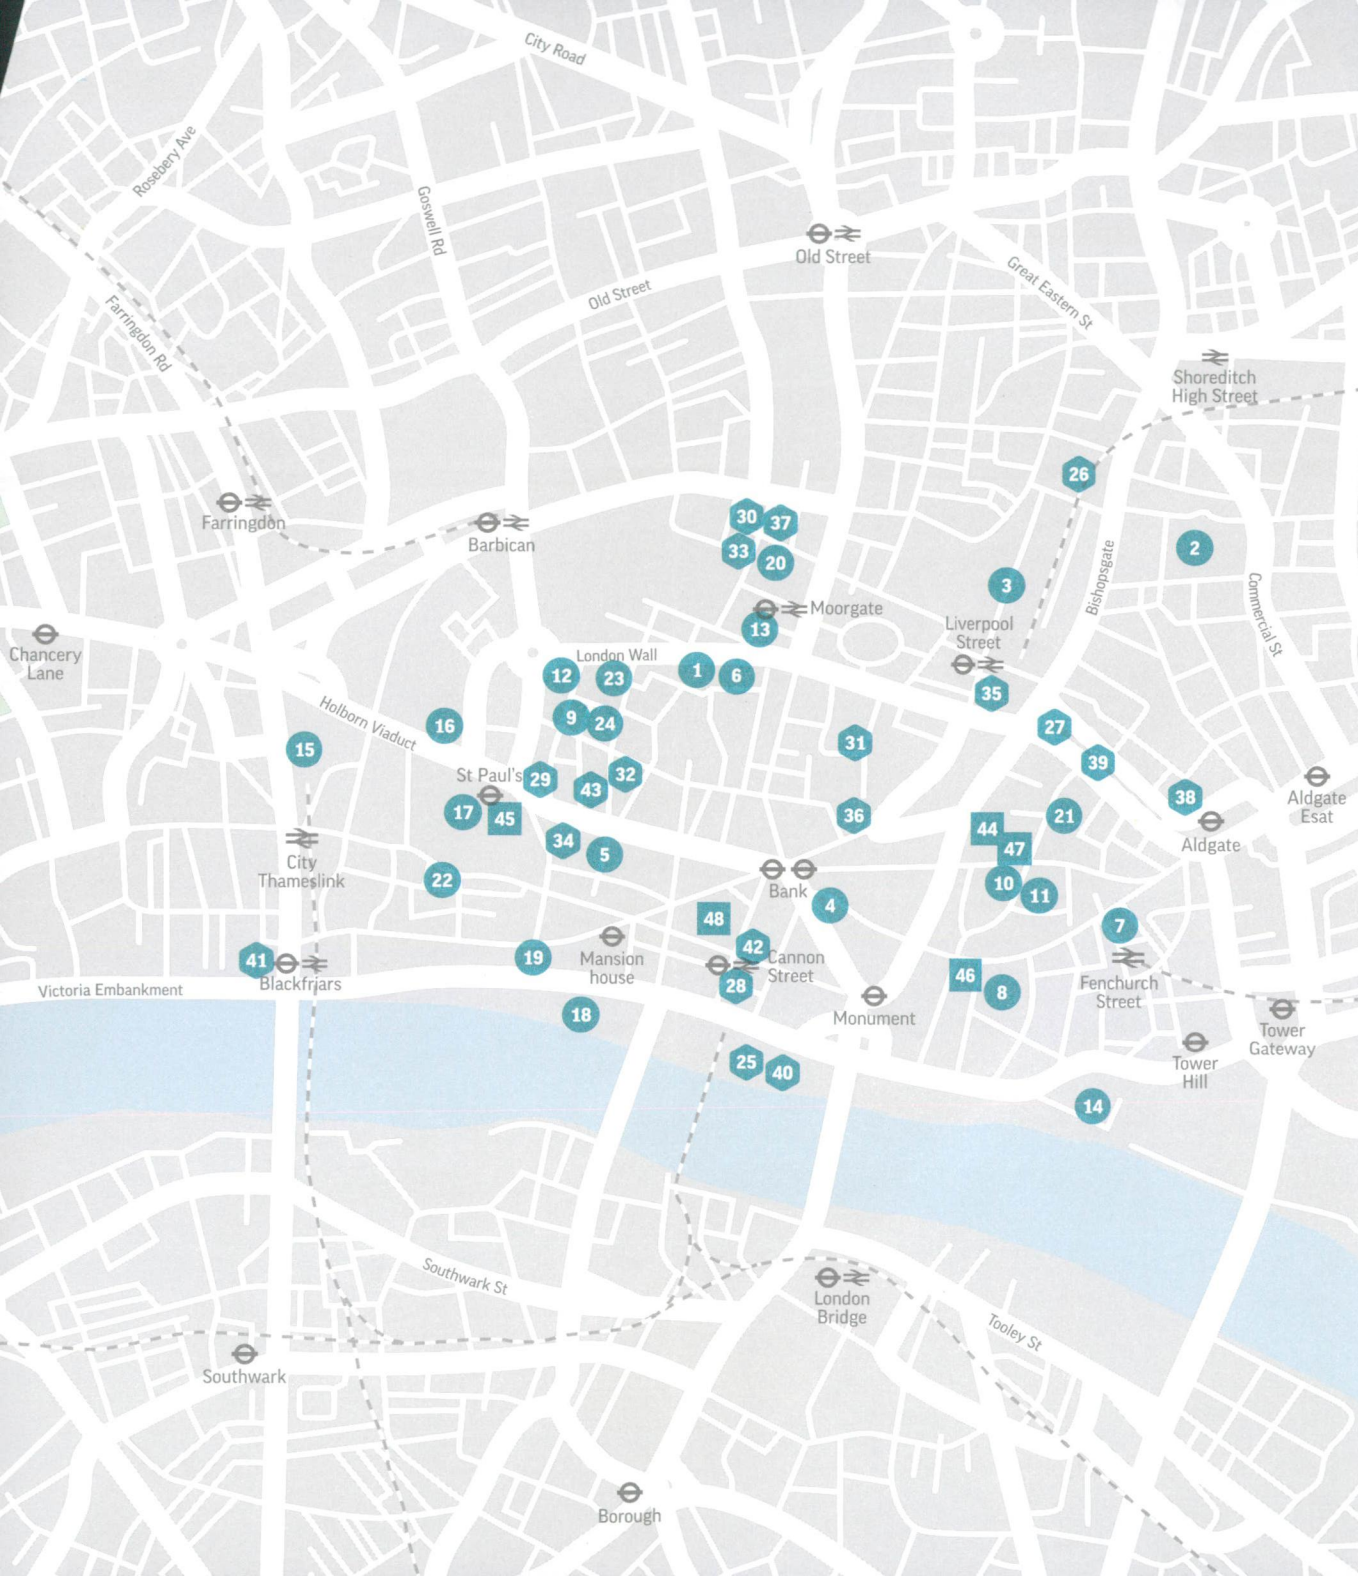 City Road
Rosebery Ave
Goswell Rd
Old Street
Great Eastern St
Old Street
Farringdon Rd
Shoreditch
High Street
26
Farringdon
Barbican
30
37
33
20
2
3
Bishopsgate
Commercial St
Moorgate
13
Liverpool
Street
Chancery
Lane
London Wall
12
23
1
6
35
Holborn Viaduct
16
9
24
27
15
31
39
St Paul's
29
32
43
38
Aldgate
Esat
17
45
36
21
44
Aldgate
34
5
47
City
Thameslink
22
Bank
10
11
4
48
7
42
41
19
Mansion
house
Cannon
Street
Blackfriars
28
46
8
Fenchurch
Street
Victoria Embankment
18
Monument
Tower
Gateway
25
40
Tower
Hill
14
Southwark St
London
Bridge
Tooley St
Southwark
Borough